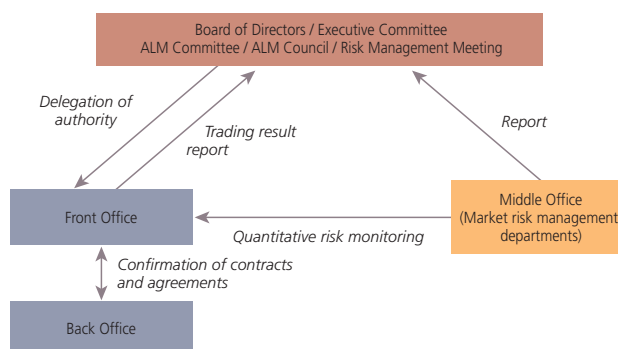 Board of Directors / Executive Committee
ALM Committee / ALM Council / Risk Management Meeting
Delegation of
authority
Trading result
report
Report
Front Office
Middle Office
(Market risk management
departments)
Quantitative risk monitoring
Confirmation of contracts
and agreements
Back Office